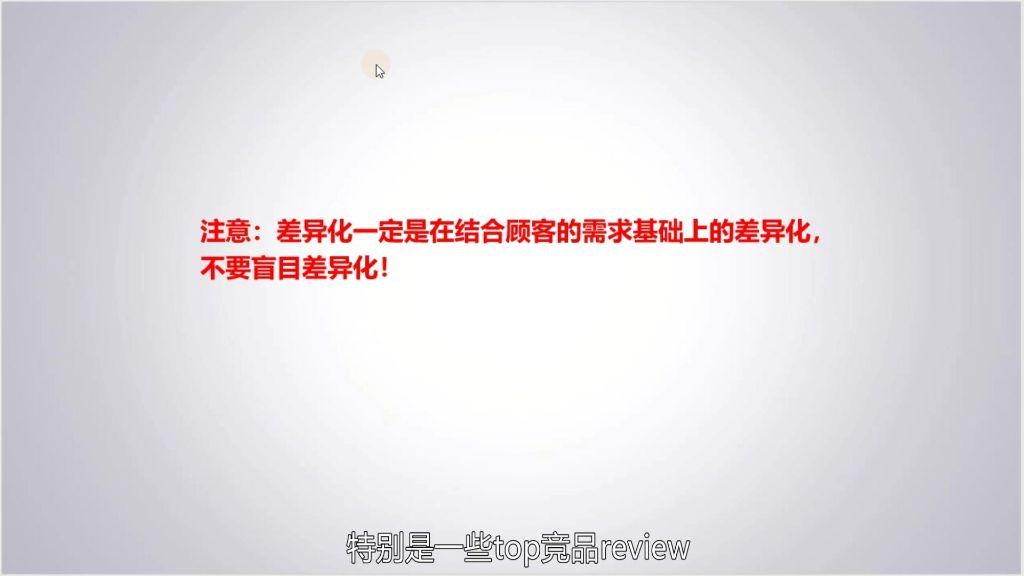 注意：差异化一定是在结合顾客的需求基础上的差异化，
不要盲目差异化！
特别是一些top竞品review